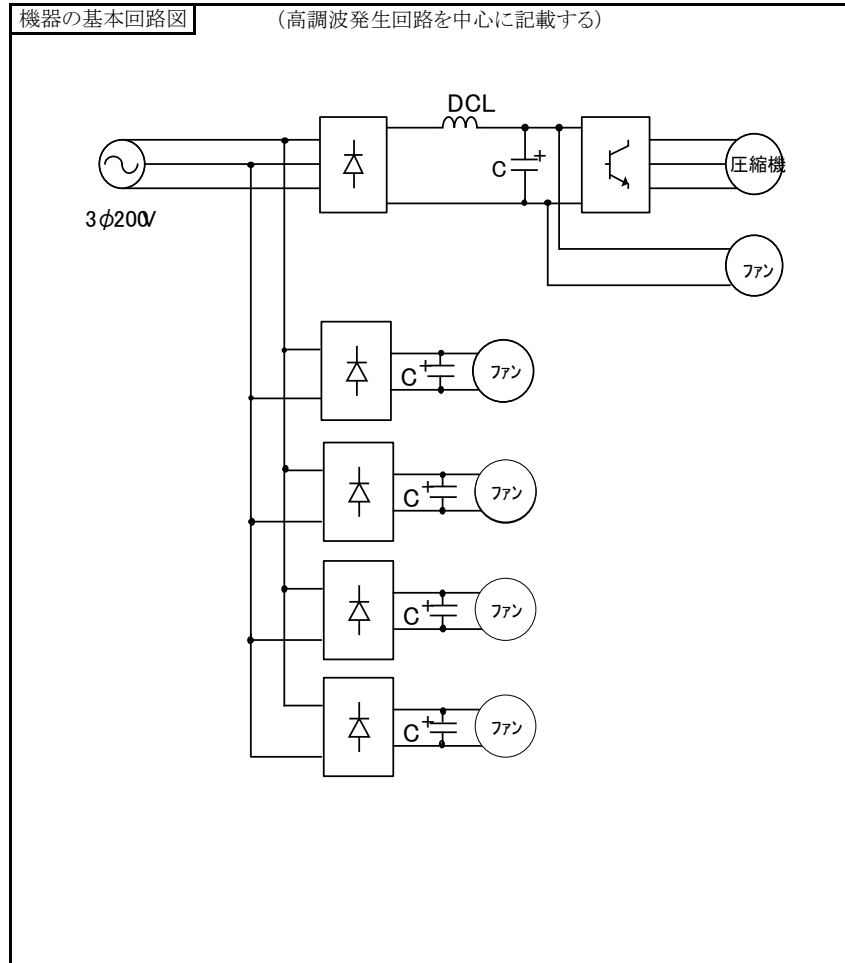 機器の基本回路図 (高調波発生回路を中心に記載する)
DCL
C +
圧縮機
3φ200V
ファン
C + ファン
C + ファン
C + ファン
C + ファン